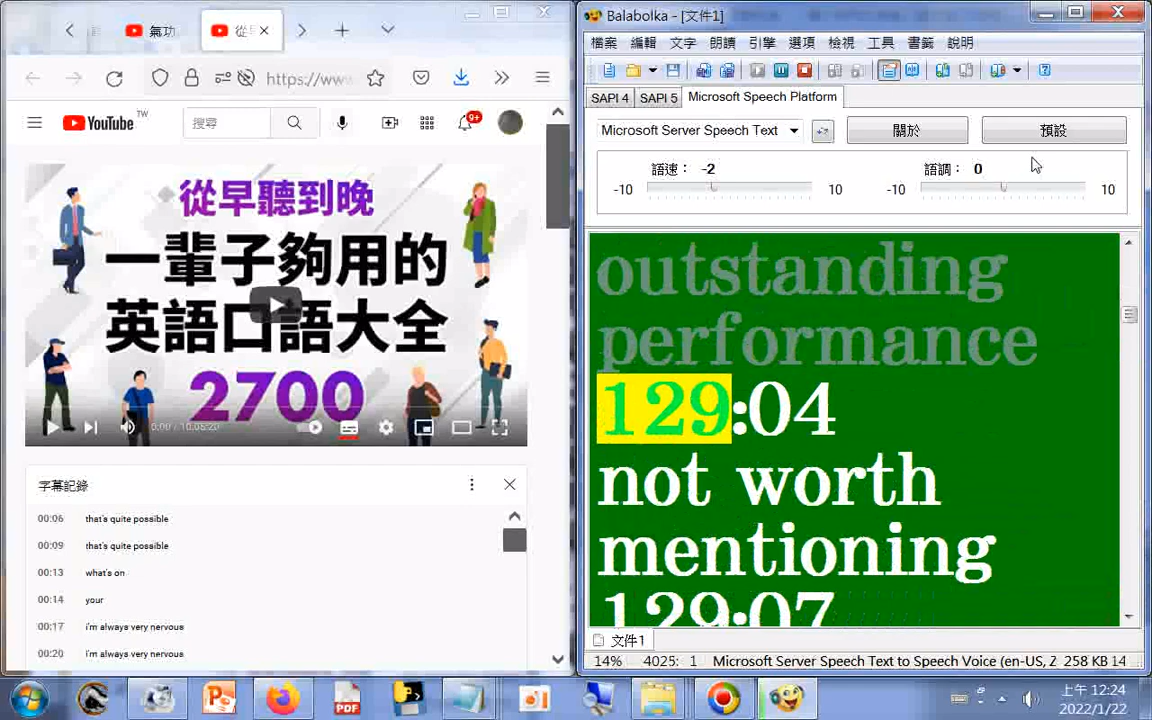 氣功
從
https://www
YouTube TW
搜尋
9+
從早聽到晚
一輩子夠用的
英語口語大全
2700
0:00 / 10:05:20
字幕記錄
00:06 that's quite possible
00:09 that's quite possible
00:13 what's on
00:14 your
00:17 i'm always very nervous
00:20 i'm always very nervous
Balabolka - [文件1]
檔案 編輯 文字 朗讀 引擎 選項 檢視 工具 書籤 說明
SAPI 4 SAPI 5 Microsoft Speech Platform
Microsoft Server Speech Text 關於 預設
語速： -2 語調： 0
-10 10 -10 10
outstanding
performance
129:04
not worth
mentioning
129:07
文件1
14% 4025: 1 Microsoft Server Speech Text to Speech Voice (en-US, Z 258 KB 14
PDF
上午 12:24
2022/1/22